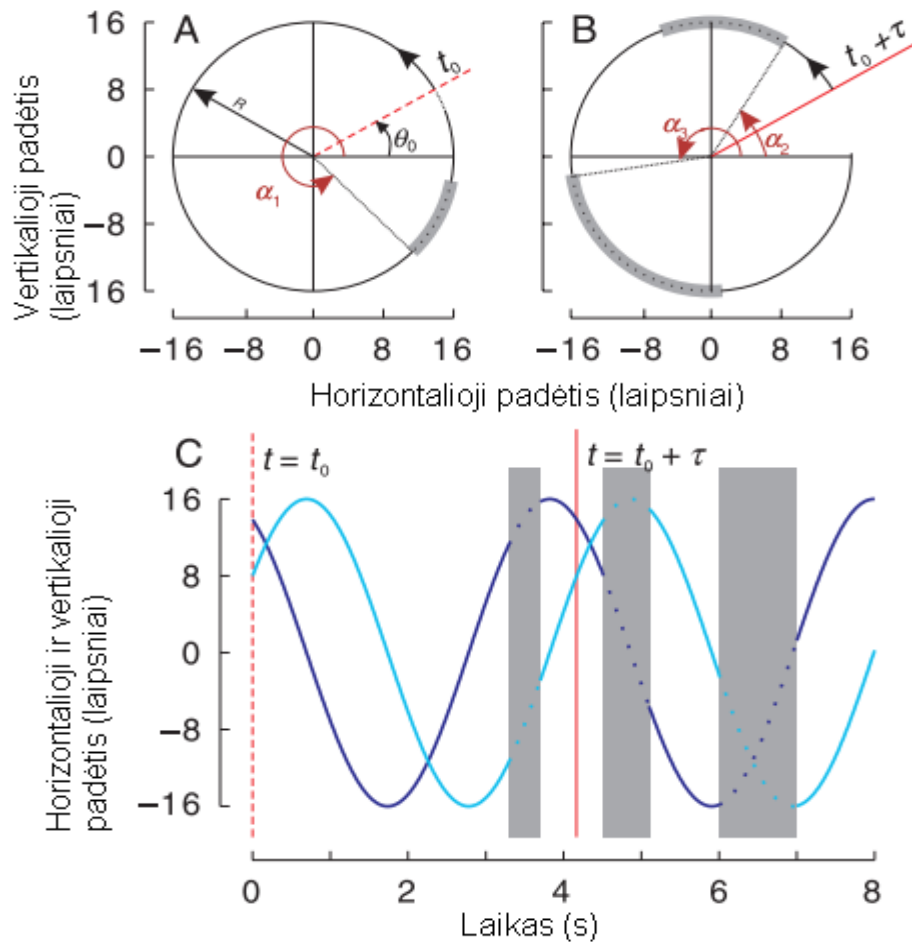 A
B
16
8
0
−8
16
−16
−8
0
8
16
−16
−8
0
8
16
t₀
R
θ₀
α₁
t₀ + τ
α₃
α₂
Vertikalioji padėtis
(laipsniai)
Horizontalioji padėtis (laipsniai)
C
t = t₀
t = t₀ + τ
16
8
0
−8
−16
Horizontalioji ir vertikalioji
padėtis (laipsniai)
0
2
4
6
8
Laikas (s)